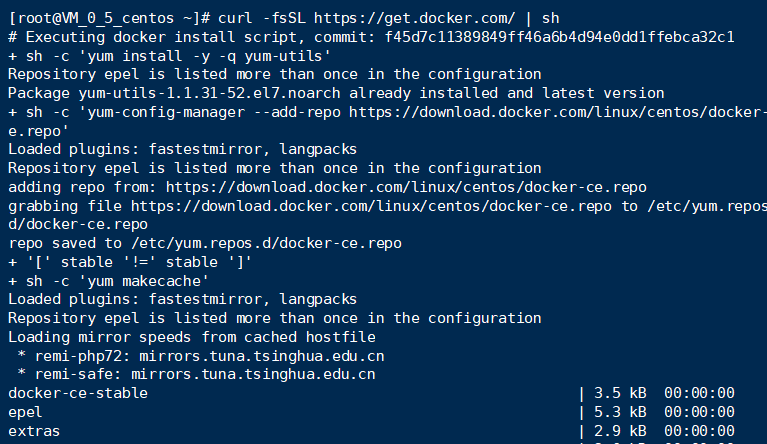 [root@VM_0_5_centos ~]# curl -fsSL https://get.docker.com/ | sh
# Executing docker install script, commit: f45d7c11389849ff46a6b4d94e0dd1ffebca32c1
+ sh -c 'yum install -y -q yum-utils'
Repository epel is listed more than once in the configuration
Package yum-utils-1.1.31-52.el7.noarch already installed and latest version
+ sh -c 'yum-config-manager --add-repo https://download.docker.com/linux/centos/docker-
e.repo'
Loaded plugins: fastestmirror, langpacks
Repository epel is listed more than once in the configuration
adding repo from: https://download.docker.com/linux/centos/docker-ce.repo
grabbing file https://download.docker.com/linux/centos/docker-ce.repo to /etc/yum.repos
d/docker-ce.repo
repo saved to /etc/yum.repos.d/docker-ce.repo
+ '[' stable '!=' stable ']'
+ sh -c 'yum makecache'
Loaded plugins: fastestmirror, langpacks
Repository epel is listed more than once in the configuration
Loading mirror speeds from cached hostfile
 * remi-php72: mirrors.tuna.tsinghua.edu.cn
 * remi-safe: mirrors.tuna.tsinghua.edu.cn
docker-ce-stable | 3.5 kB 00:00:00
epel | 5.3 kB 00:00:00
extras | 2.9 kB 00:00:00